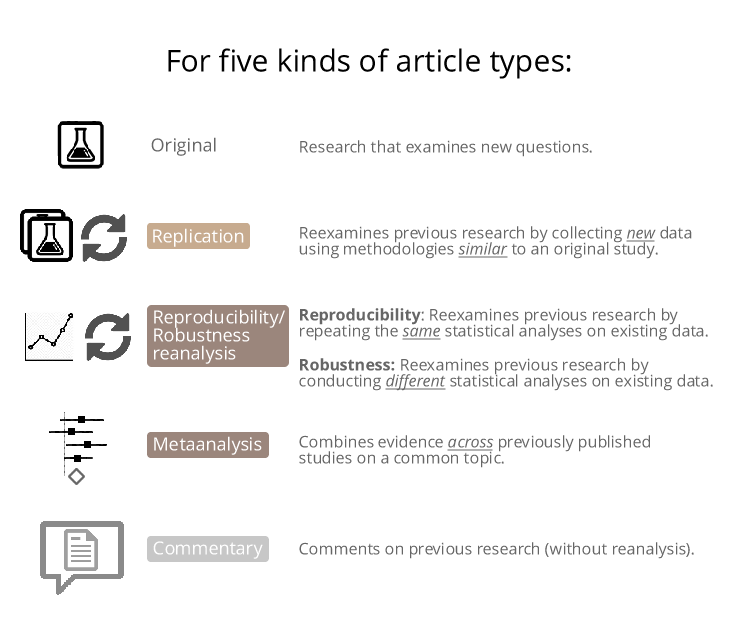 For five kinds of article types:
Original
Research that examines new questions.
Replication
Reexamines previous research by collecting new data
using methodologies similar to an original study.
Reproducibility/
Robustness
reanalysis
Reproducibility: Reexamines previous research by
repeating the same statistical analyses on existing data.
Robustness: Reexamines previous research by
conducting different statistical analyses on existing data.
Metaanalysis
Combines evidence across previously published
studies on a common topic.
Commentary
Comments on previous research (without reanalysis).